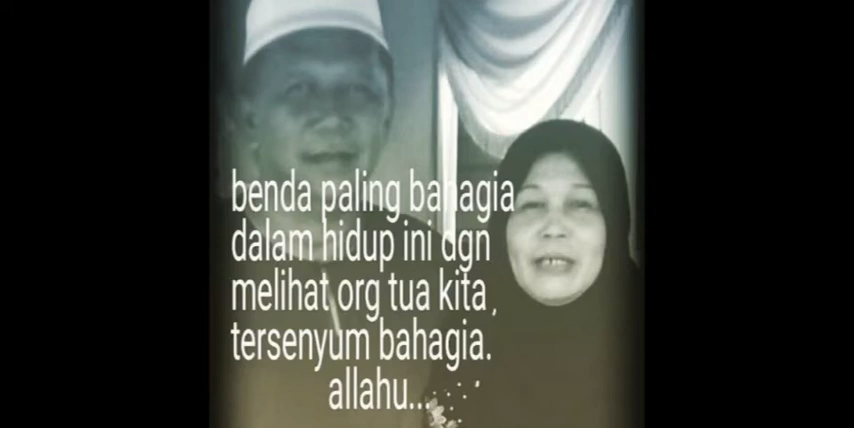 benda paling bahagia
dalam hidup ini dgn
melihat org tua kita,
tersenyum bahagia.
allahu...